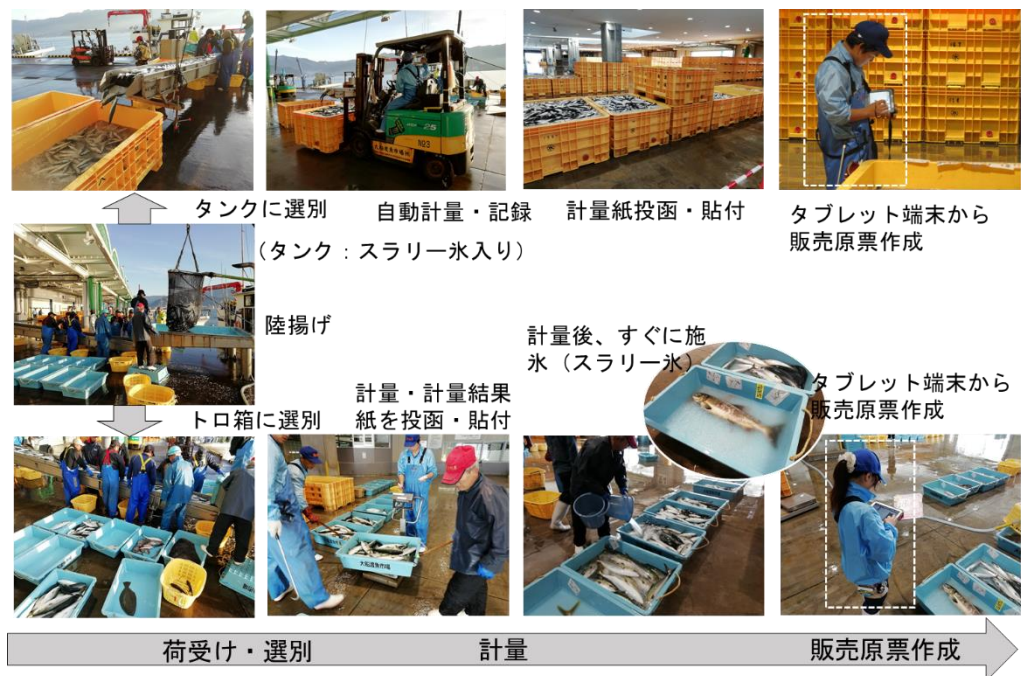 タンクに選別
自動計量・記録
計量紙投函・貼付
タブレット端末から
販売原票作成
(タンク：スラリー氷入り)
陸揚げ
計量後、すぐに施
氷（スラリー氷）
トロ箱に選別
計量・計量結果
紙を投函・貼付
タブレット端末から
販売原票作成
25
NO3
荷受け・選別
計量
販売原票作成